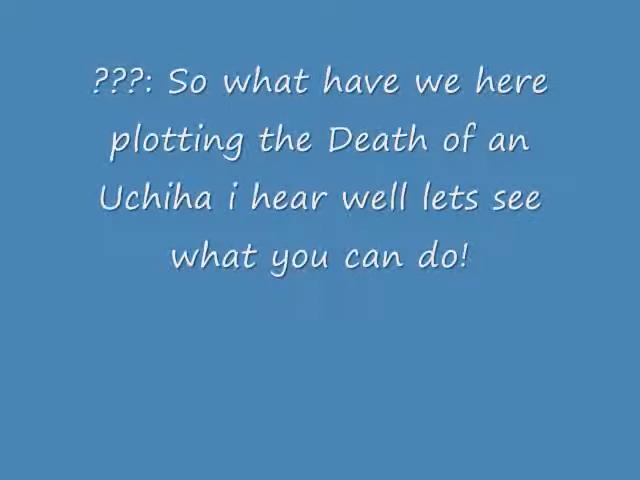 ???: So what have we here
plotting the Death of an
Uchiha i hear well lets see
what you can do!